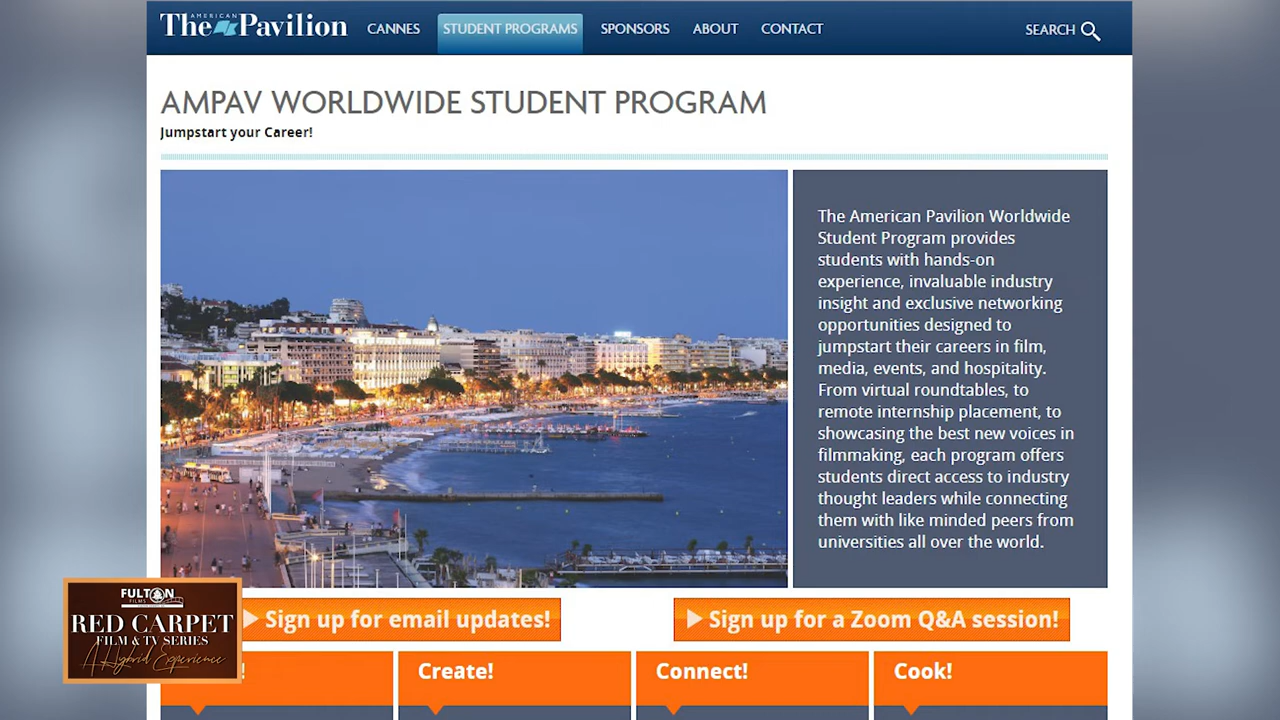 The AMERICAN Pavilion
CANNES
STUDENT PROGRAMS
SPONSORS
ABOUT
CONTACT
SEARCH
AMPAV WORLDWIDE STUDENT PROGRAM
Jumpstart your Career!
The American Pavilion Worldwide
Student Program provides
students with hands-on
experience, invaluable industry
insight and exclusive networking
opportunities designed to
jumpstart their careers in film,
media, events, and hospitality.
From virtual roundtables, to
remote internship placement, to
showcasing the best new voices in
filmmaking, each program offers
students direct access to industry
thought leaders while connecting
them with like minded peers from
universities all over the world.
Sign up for email updates!
Sign up for a Zoom Q&A session!
FULTON
FILMS
RED CARPET
FILM & TV SERIES
A Hybrid Experience
!
Create!
Connect!
Cook!